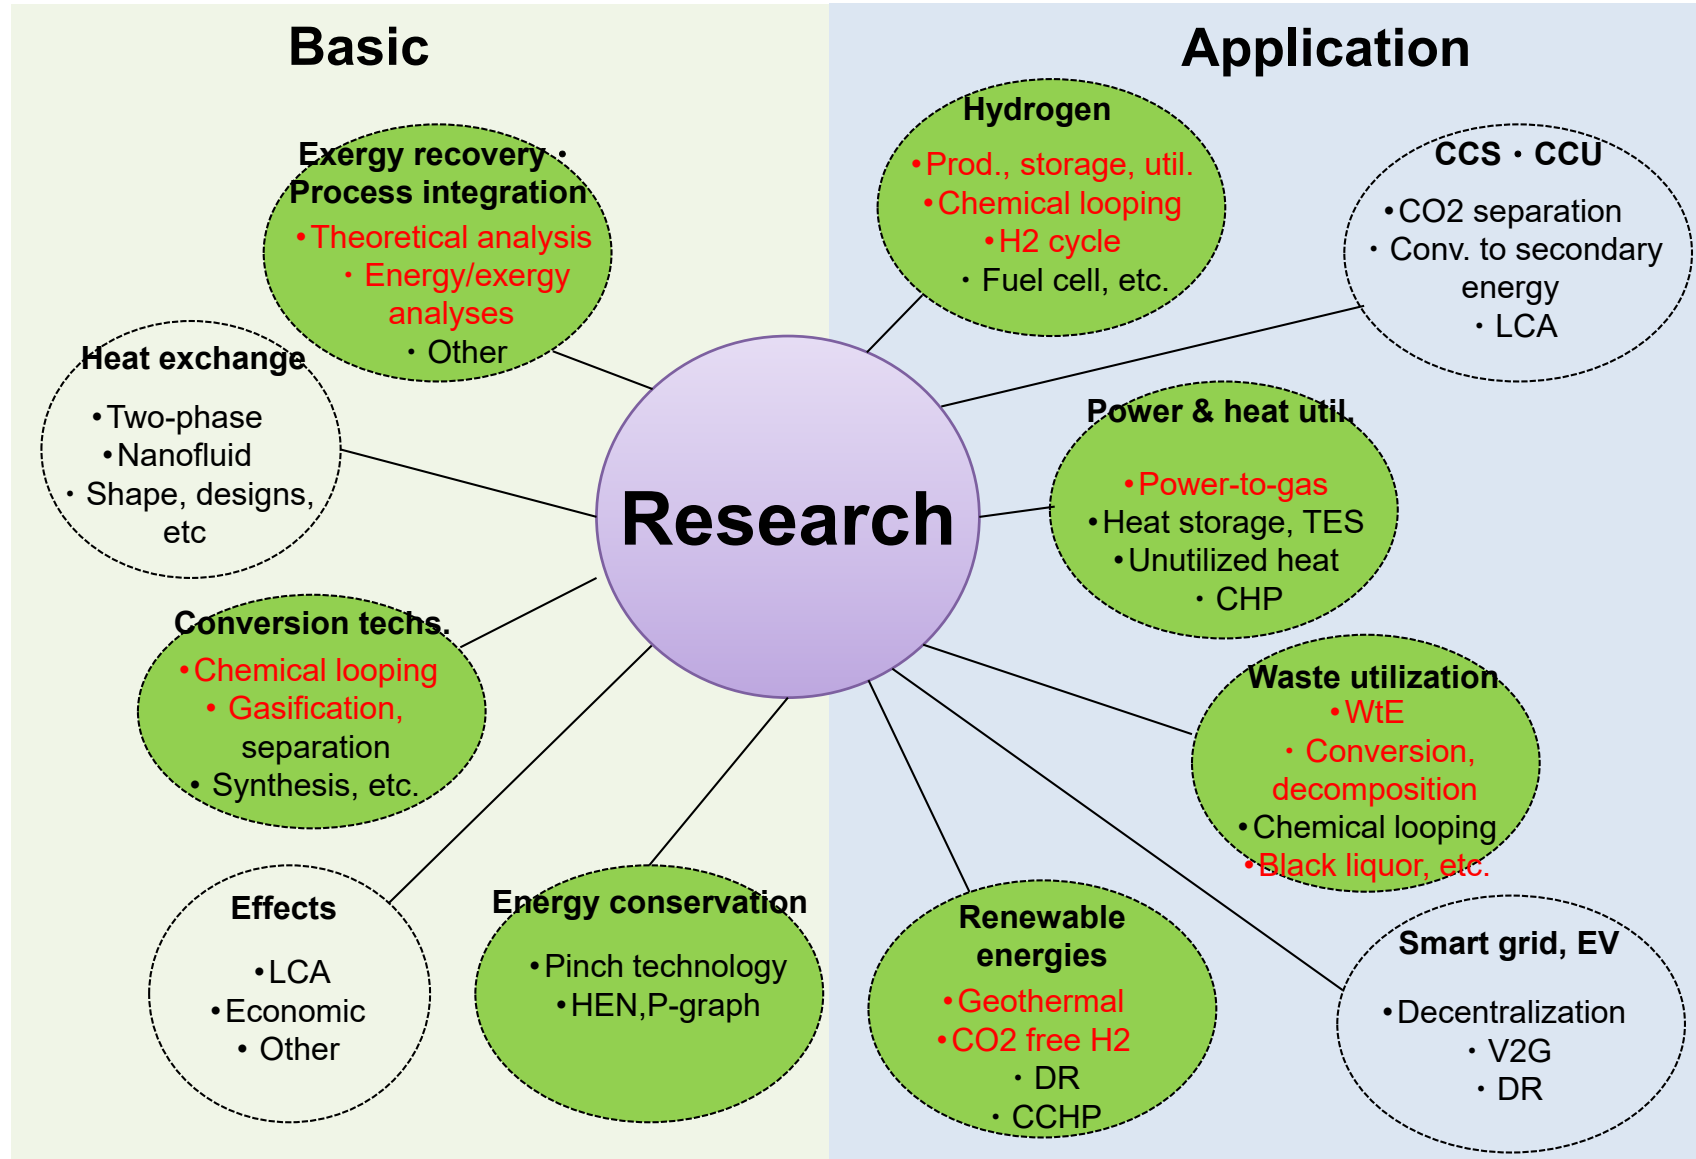 Basic
Exergy recovery・
Process integration
•Theoretical analysis
・Energy/exergy
analyses
・Other
Heat exchange
•Two-phase
•Nanofluid
・Shape, designs,
etc
Conversion techs.
•Chemical looping
• Gasification,
separation
• Synthesis, etc.
Effects
•LCA
•Economic
• Other
Energy conservation
•Pinch technology
•HEN,P-graph
Research
Application
Hydrogen
•Prod., storage, util.
•Chemical looping
•H2 cycle
・Fuel cell, etc.
CCS・CCU
•CO2 separation
・Conv. to secondary
energy
・LCA
Power & heat util.
•Power-to-gas
•Heat storage, TES
•Unutilized heat
・CHP
Waste utilization
•WtE
・Conversion,
decomposition
•Chemical looping
•Black liquor, etc.
Renewable
energies
•Geothermal
•CO2 free H2
・DR
・CCHP
Smart grid, EV
•Decentralization
・V2G
・DR